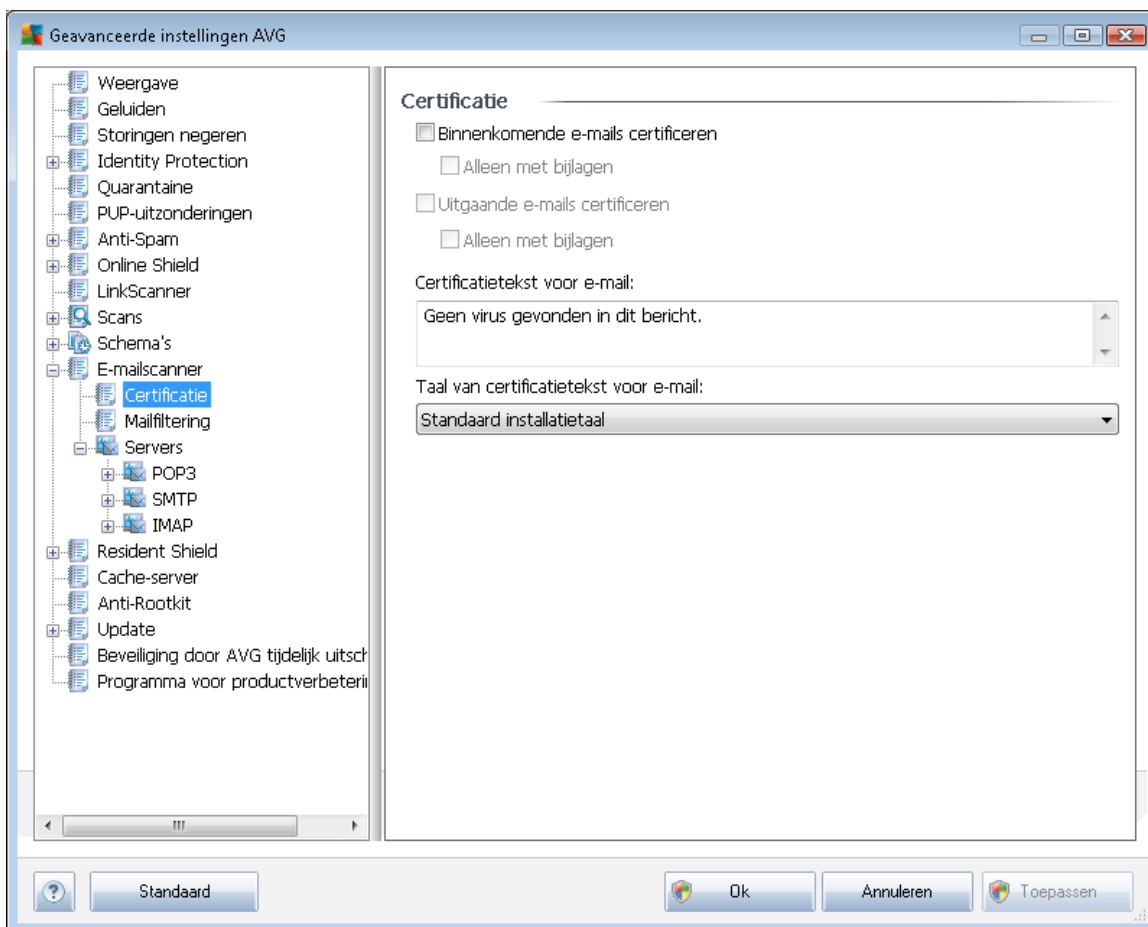 Geavanceerde instellingen AVG
Weergave
Geluiden
Storingen negeren
Identity Protection
Quarantaine
PUP-uitzonderingen
Anti-Spam
Online Shield
LinkScanner
Scans
Schema's
E-mailscanner
Certificatie
Mailfiltering
Servers
POP3
SMTP
IMAP
Resident Shield
Cache-server
Anti-Rootkit
Update
Beveiliging door AVG tijdelijk uitsch
Programma voor productverbeteri
Certificatie
Binnenkomende e-mails certificeren
Alleen met bijlagen
Uitgaande e-mails certificeren
Alleen met bijlagen
Certificatietekst voor e-mail:
Geen virus gevonden in dit bericht.
Taal van certificatietekst voor e-mail:
Standaard installatietaal
? Standaard Ok Annuleren Toepassen